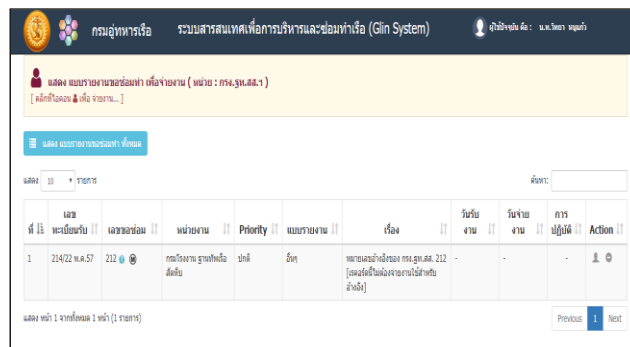 กรมอู่ทหารเรือ ระบบสารสนเทศเพื่อการบริหารและซ่อมทำเรือ (Glin System) ผู้ใช้ปัจจุบัน คือ : น.ท.วิทยา หนูแก้ว
แสดง แบบรายงานขอซ่อมทำ เพื่อจ่ายงาน ( หน่วย : กรง.ฐท.สส.ฯ )
[ คลิกที่ไอคอน เพื่อ จ่ายงาน... ]
แสดง แบบรายงานขอซ่อมทำ ทั้งหมด
แสดง 10 รายการ ค้นหา:
ที่ เลขทะเบียนรับ เลขขอซ่อม หน่วยงาน Priority แบบรายงาน เรื่อง วันรับงาน วันจ่ายงาน การปฏิบัติ Action
1 214/22 พ.ค.57 212 M กรมโรงงาน ฐานทัพเรือ ปกติ อื่นๆ หมายเลขอ้างอิงของ กรง.ฐท.สส. 212 - - -
สัตหีบ [เรคอร์ดนี้ไม่ต้องจ่ายงานใช้สำหรับ
อ้างอิง]
แสดง หน้า 1 จากทั้งหมด 1 หน้า (1 รายการ) Previous 1 Next